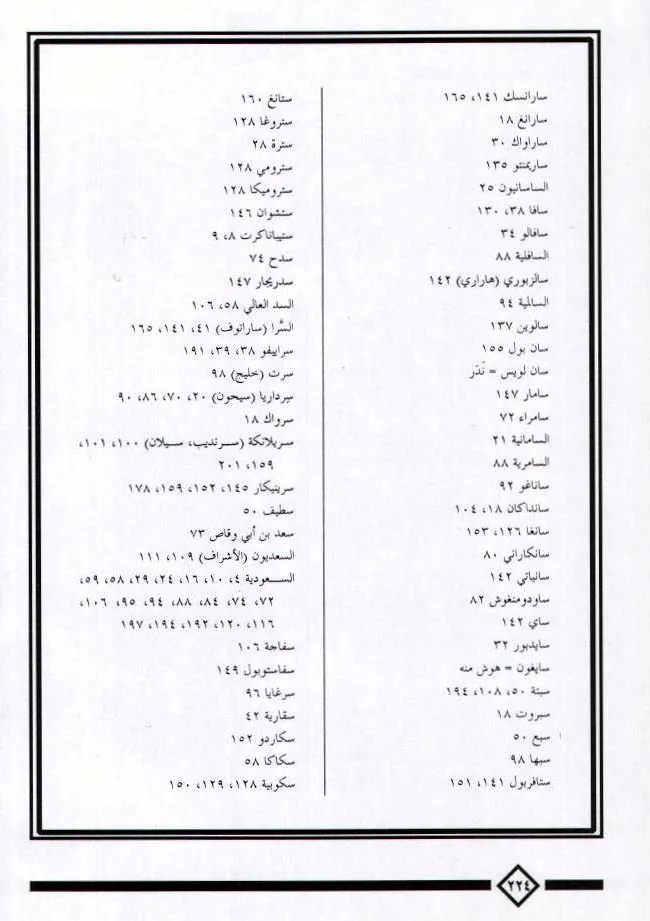 سارانسك ١٤١، ١٦٥
سارانغ ١٨
ساراواك ٣٠
ساريمنتو ١٣٥
الساسانيون ٢٥
سافا ٣٨، ١٣٠
سافالو ٣٤
السافلية ٨٨
سالزبوري (هاراري) ١٤٢
السالمية ٩٤
سالوين ١٣٧
سان بول ١٥٥
سان لويس = نَدَر
سامار ١٤٧
سامراء ٧٢
السامانية ٢١
السامرية ٨٨
ساناغو ٩٢
سانداكان ١٨، ١٠٤
سانغا ١٢٦، ١٥٣
سانكاراني ٨٠
سانياتي ١٤٢
ساودومنغوش ٨٢
ساي ١٤٢
سايدبور ٣٢
سايغون = هوش منه
سبتة ٥٠، ١٠٨، ١٩٤
سبروت ١٨
سبع ٥٠
سبها ٩٨
ستافربول ١٤١، ١٥١
ستانغ ١٦٠
ستروغا ١٢٨
سترة ٢٨
سترومي ١٢٨
ستروميكا ١٢٨
ستشوان ١٤٦
ستيباناكرت ٨، ٩
سدح ٧٤
سدريجار ١٤٧
السد العالي ٥٨، ١٠٦
السَّرا (ساراتوف) ٤١، ١٤١، ١٦٥
سراييفو ٣٨، ٣٩، ١٩١
سرت (خليج) ٩٨
سِرداريا (سيحون) ٢٠، ٧٠، ٨٦، ٩٠
سرواك ١٨
سريلانكة (سرنديب، سيلان) ١٠٠، ١٠١،
١٥٩، ٢٠١
سرينيكار ١٤٥، ١٥٢، ١٥٩، ١٧٨
سطيف ٥٠
سعد بن أبي وقاص ٧٣
السعديون (الأشراف) ١٠٩، ١١١
السعودية ٤، ١٠، ١٦، ٢٤، ٢٩، ٥٨، ٥٩،
٧٢، ٧٤، ٨٤، ٨٨، ٩٤، ٩٥، ١٠٦،
١١٦، ١٢٠، ١٩٢، ١٩٤، ١٩٧
سفاجة ١٠٦
سفاستوبول ١٤٩
سرغايا ٩٦
سقارية ٤٢
سكاردو ١٥٢
سكاكا ٥٨
سكوبية ١٢٨، ١٢٩، ١٥٠
٢٢٤